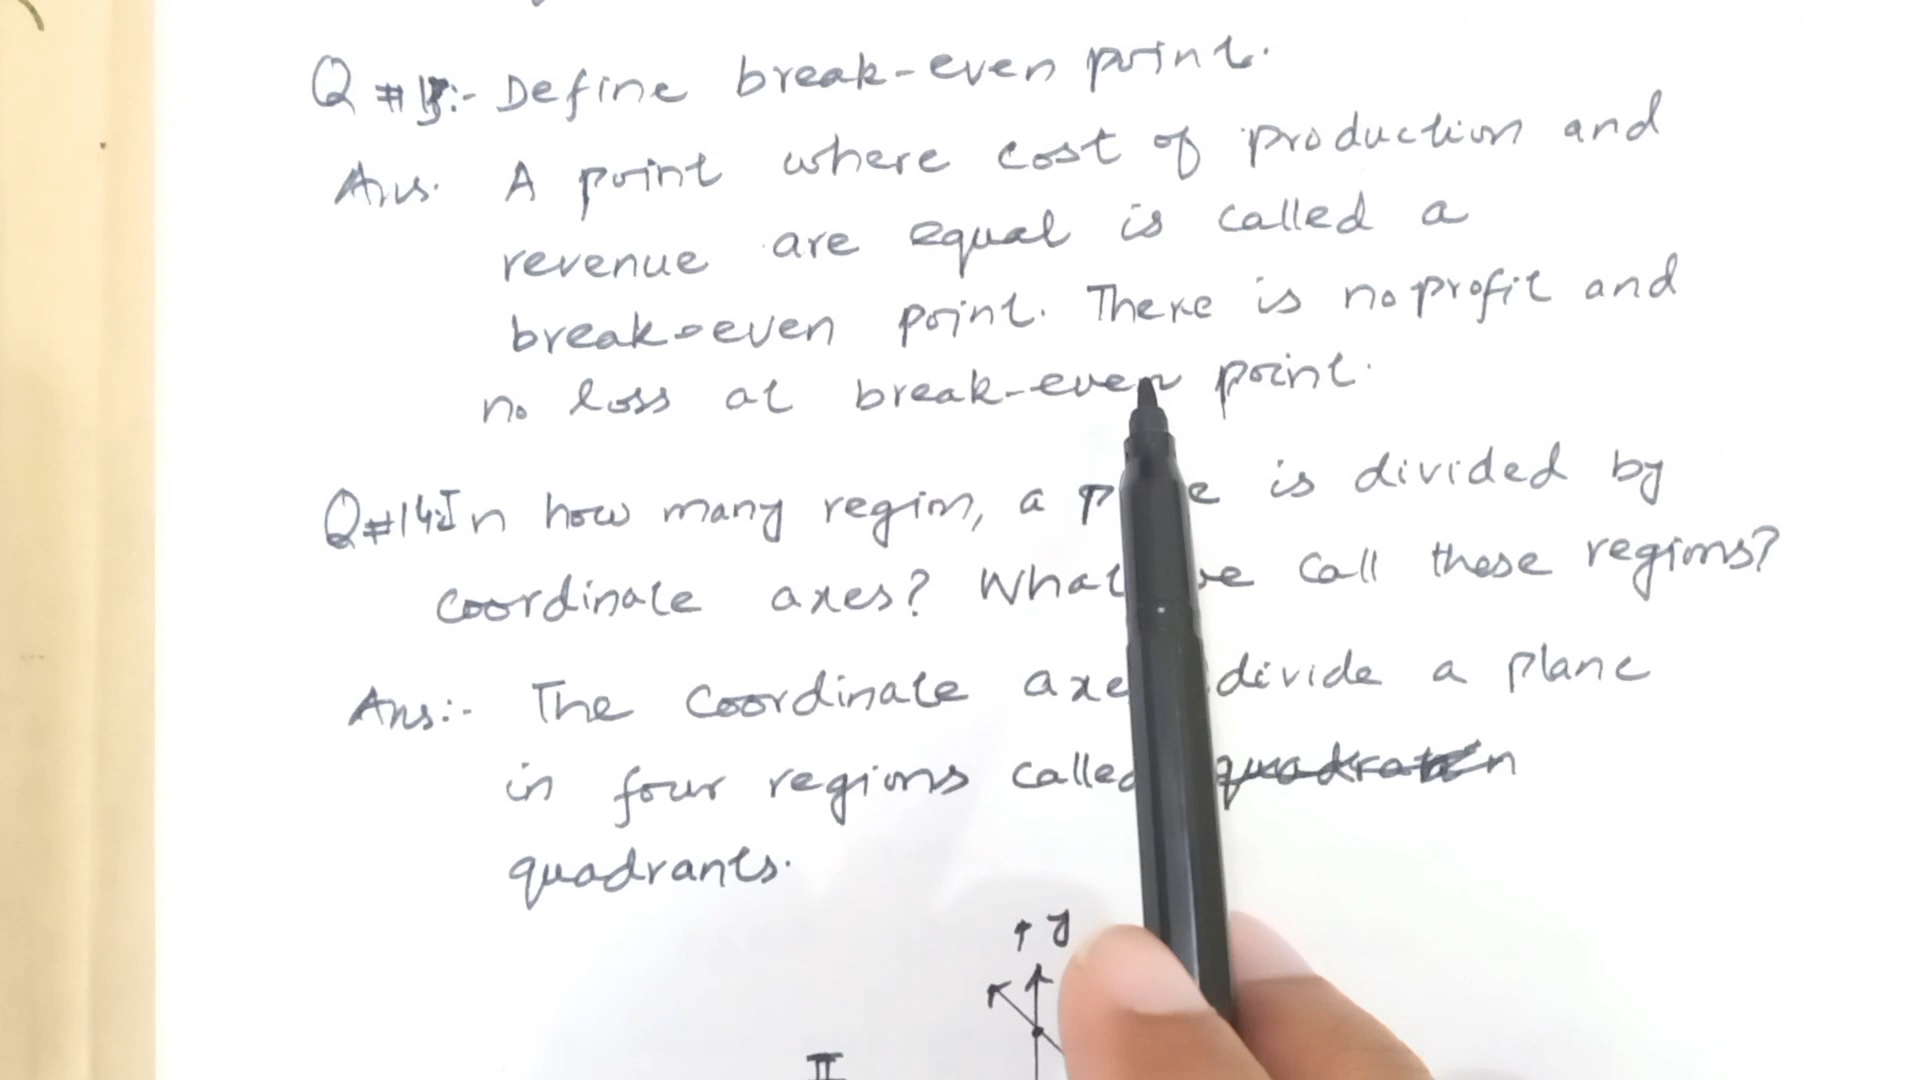 Q #13:- Define break-even point.
Ans. A point where cost of production and
revenue are equal is called a
break-even point. There is no profit and
no loss at break-even point.
Q#14:- In how many region, a is divided by
coordinate axes? What call these regions?
Ans:- The Coordinate axe divide a plane
in four regions called
quadrants.
y
II